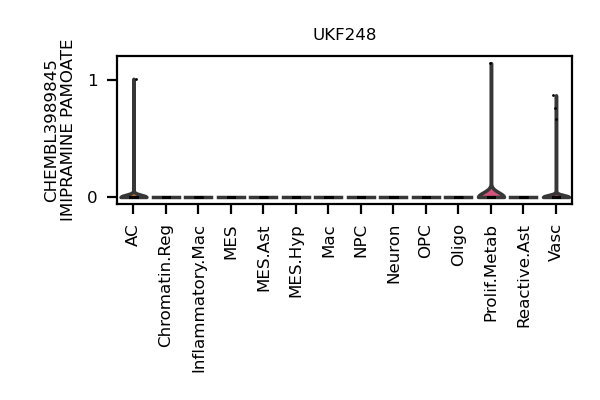 UKF248
CHEMBL3989845
IMIPRAMINE PAMOATE
1
0
AC
Chromatin.Reg
Inflammatory.Mac
MES
MES.Ast
MES.Hyp
Mac
NPC
Neuron
OPC
Oligo
Prolif.Metab
Reactive.Ast
Vasc